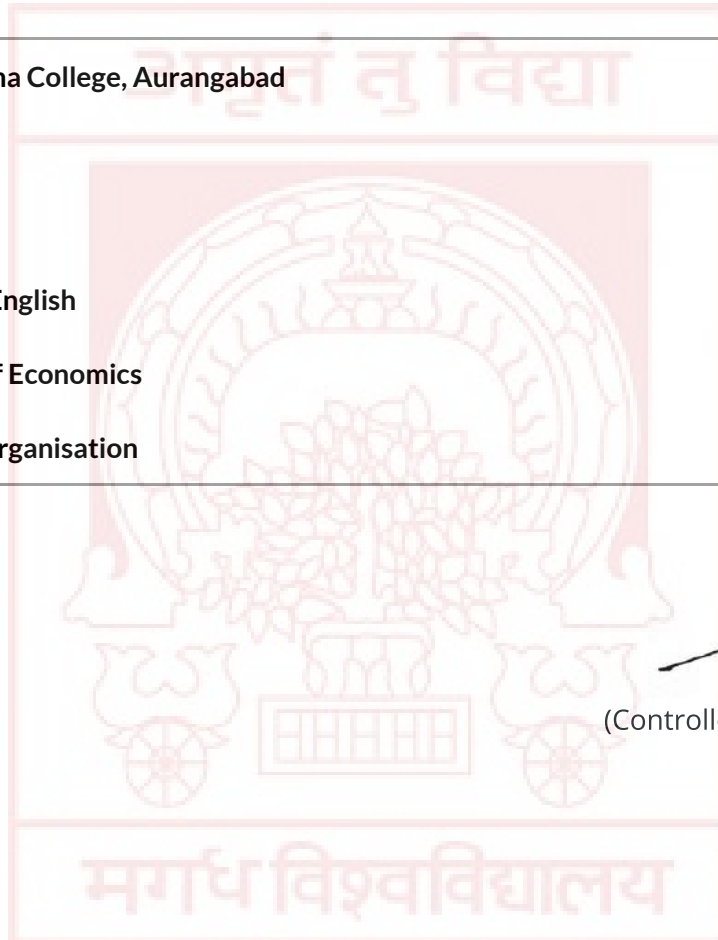 अमृतं तु विद्या
na College, Aurangabad
English
f Economics
rganisation
(Controll
मगध विश्वविद्यालय